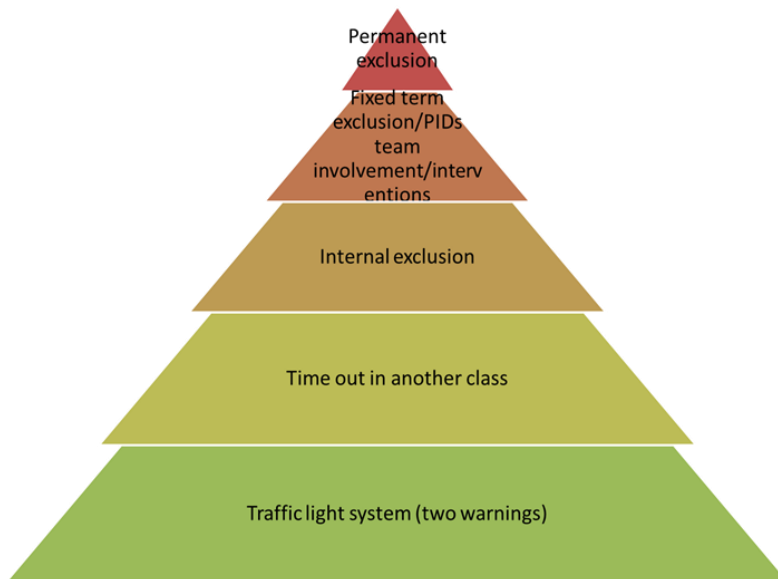 Permanent
exclusion
Fixed term
exclusion/PIDs
team
involvement/interv
entions
Internal exclusion
Time out in another class
Traffic light system (two warnings)